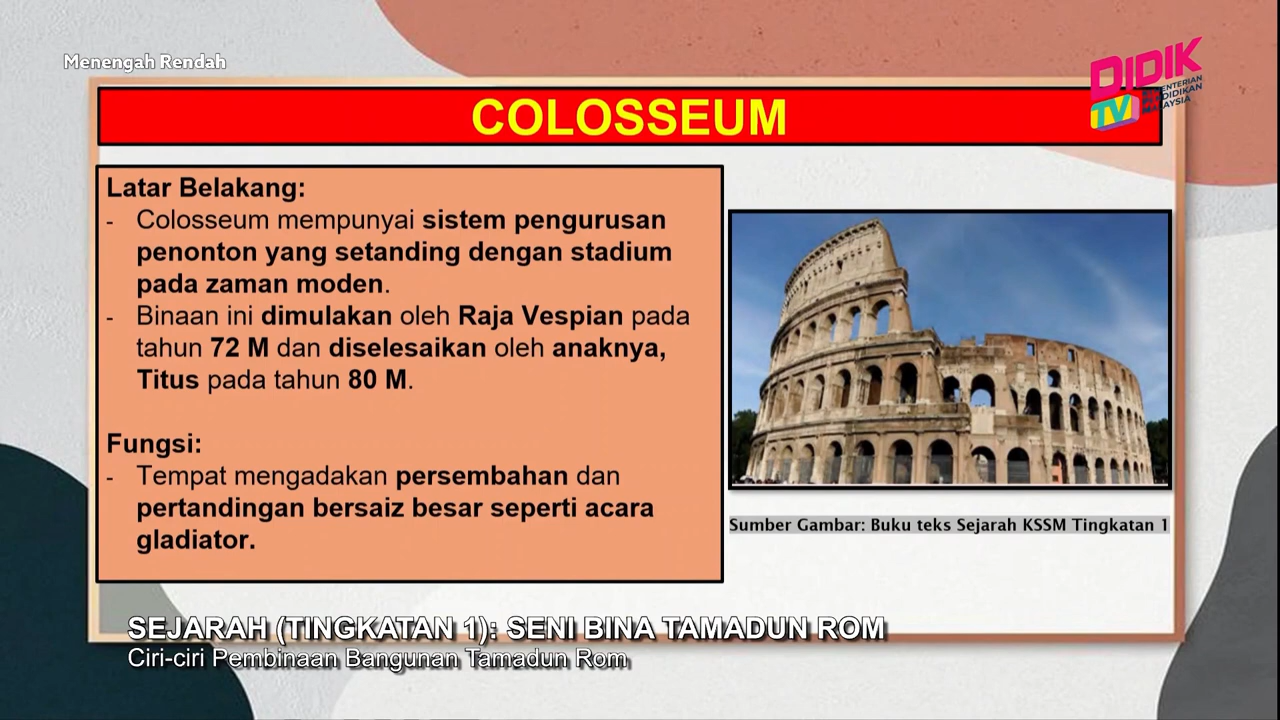 Menengah Rendah
DIDIK
TV
KEMENTERIAN
PENDIDIKAN
MALAYSIA
COLOSSEUM
Latar Belakang:
- Colosseum mempunyai sistem pengurusan
penonton yang setanding dengan stadium
pada zaman moden.
- Binaan ini dimulakan oleh Raja Vespian pada
tahun 72 M dan diselesaikan oleh anaknya,
Titus pada tahun 80 M.
Fungsi:
- Tempat mengadakan persembahan dan
pertandingan bersaiz besar seperti acara
gladiator.
Sumber Gambar: Buku teks Sejarah KSSM Tingkatan 1
SEJARAH (TINGKATAN 1): SENI BINA TAMADUN ROM
Ciri-ciri Pembinaan Bangunan Tamadun Rom